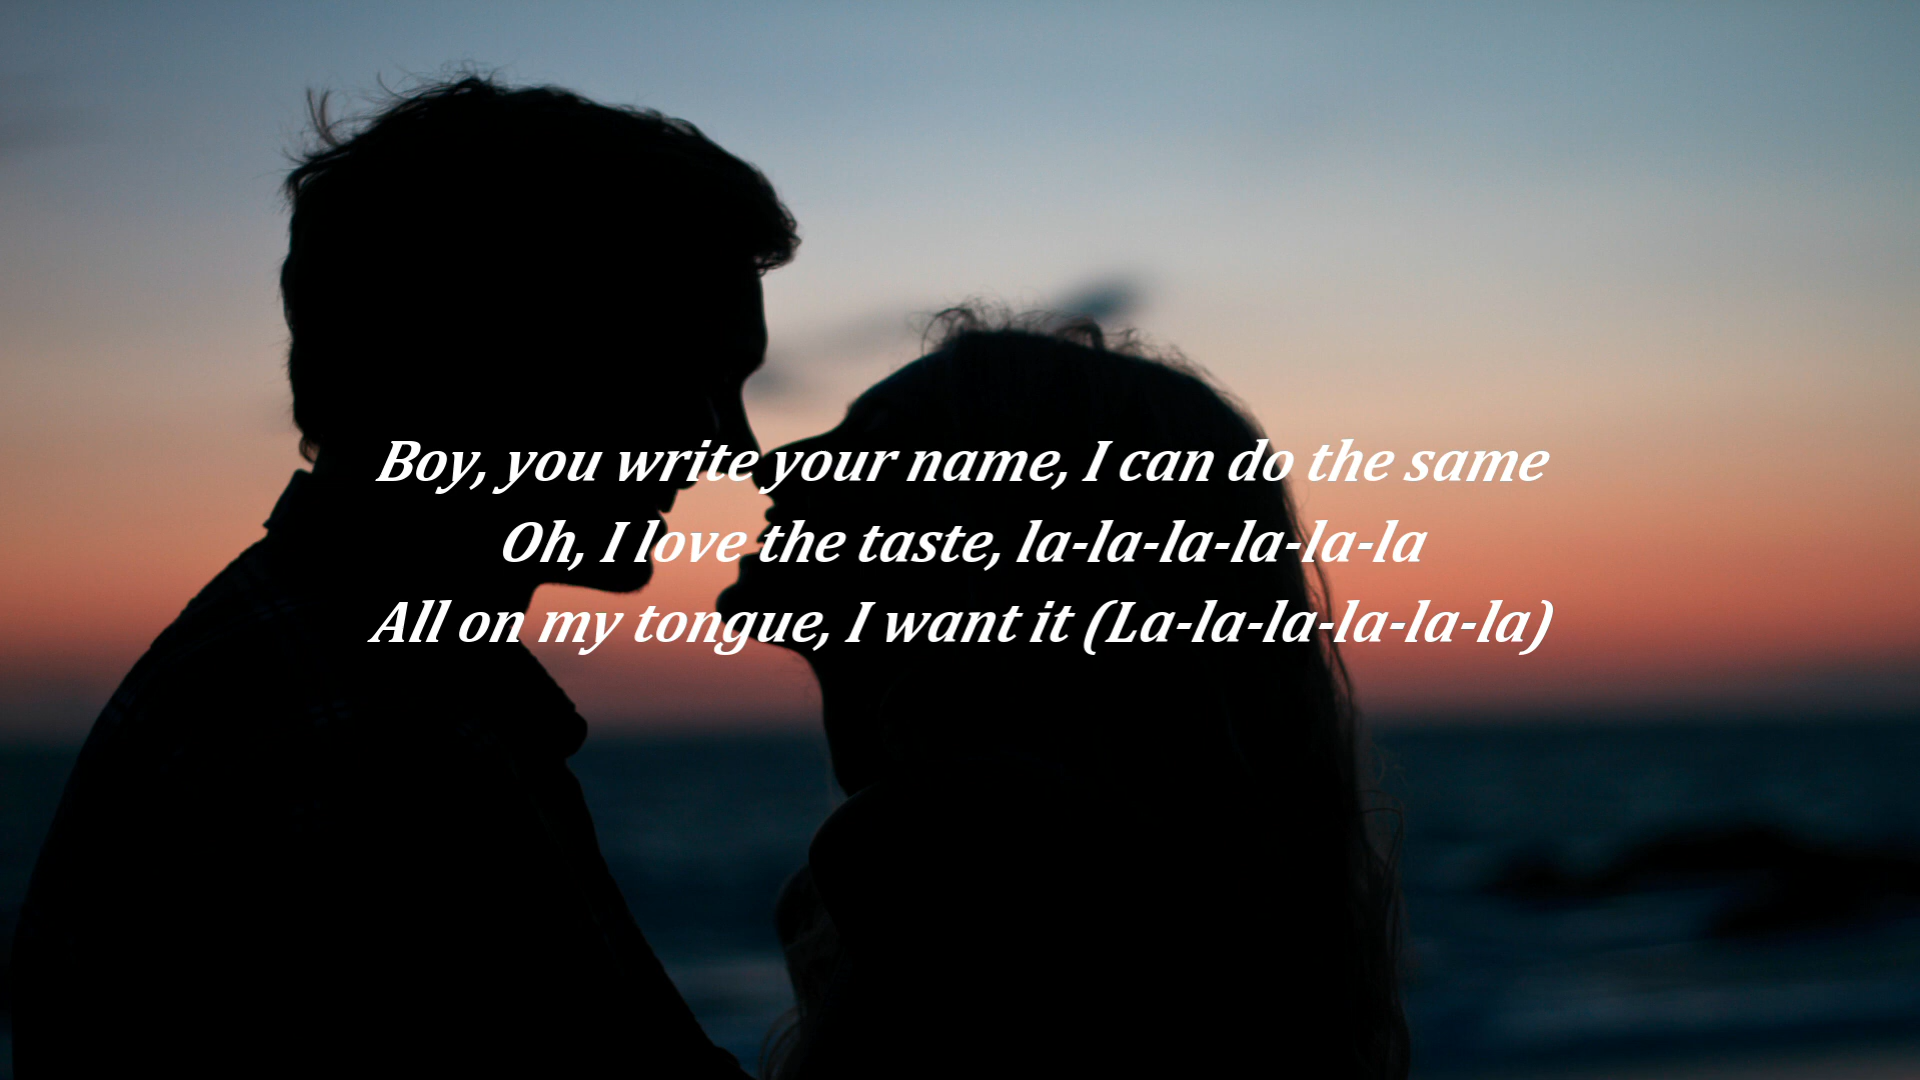 Boy, you write your name, I can do the same
Oh, I love the taste, la-la-la-la-la-la
All on my tongue, I want it (La-la-la-la-la-la)